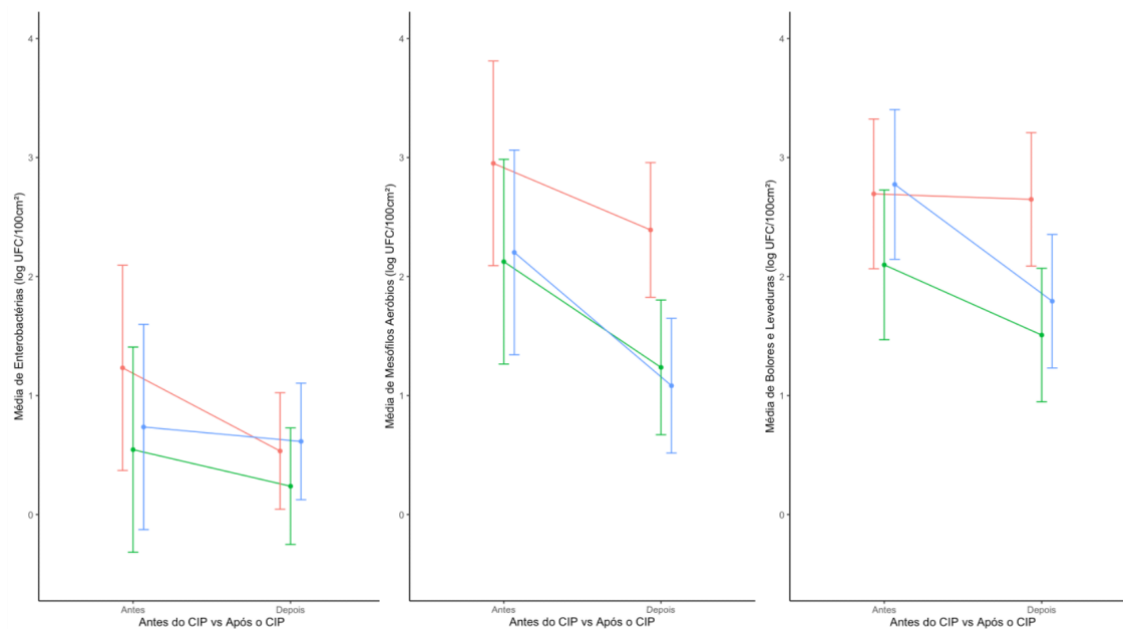 Média de Enterobactérias (log UFC/100cm²)
4
3
2
1
0
Antes
Depois
Antes do CIP vs Após o CIP
Média de Mesófilos Aeróbios (log UFC/100cm²)
4
3
2
1
0
Antes
Depois
Antes do CIP vs Após o CIP
Média de Bolores e Leveduras (log UFC/100cm²)
4
3
2
1
0
Antes
Depois
Antes do CIP vs Após o CIP